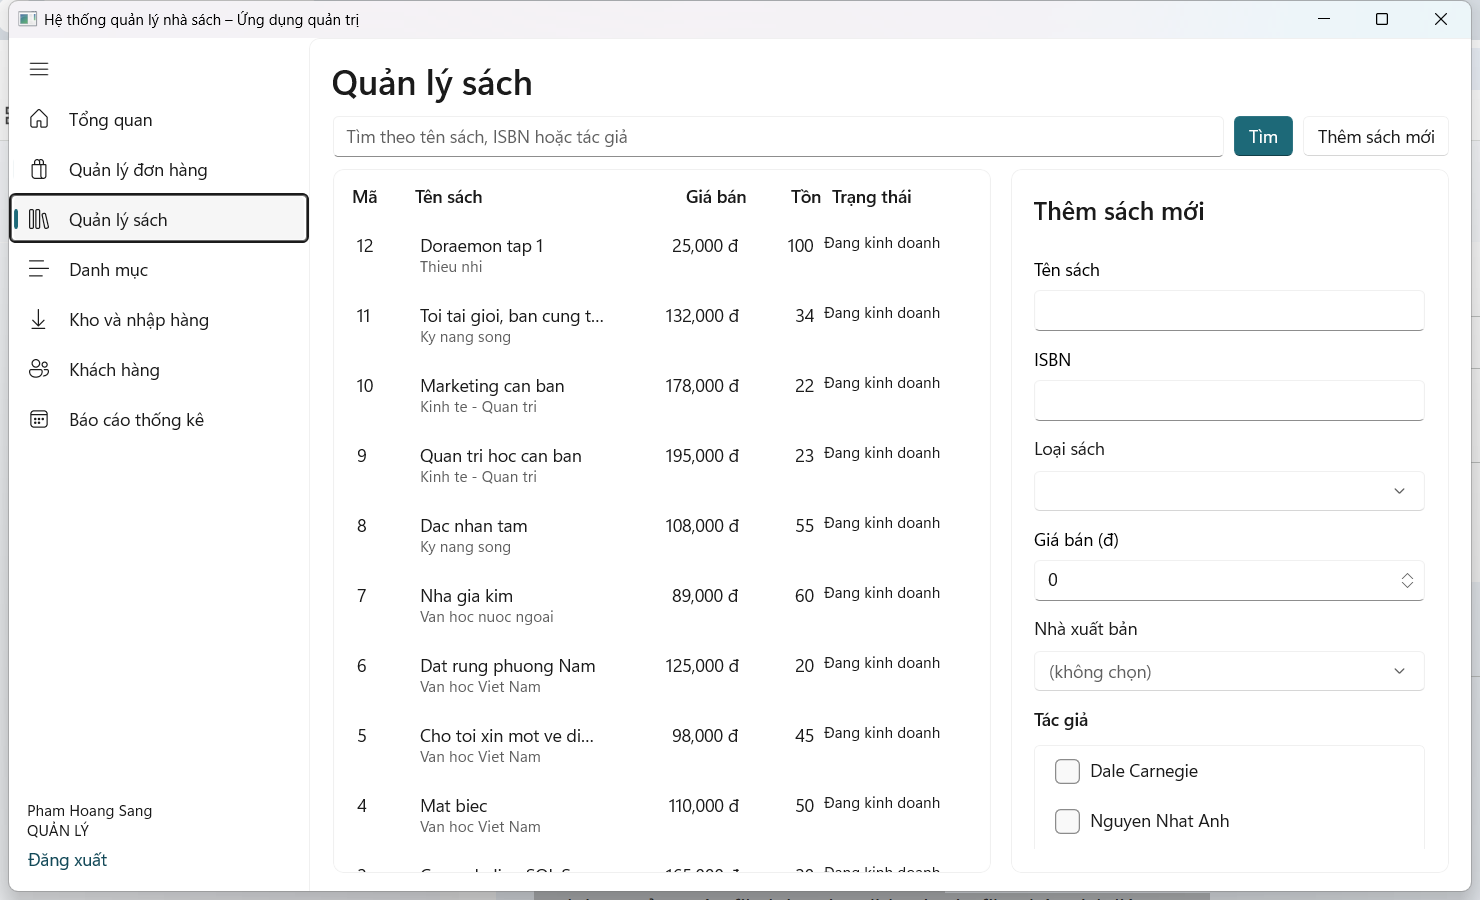 Hệ thống quản lý nhà sách – Ứng dụng quản trị
Tổng quan
Quản lý đơn hàng
Quản lý sách
Danh mục
Kho và nhập hàng
Khách hàng
Báo cáo thống kê
Pham Hoang Sang
QUẢN LÝ
Đăng xuất
Quản lý sách
Tìm theo tên sách, ISBN hoặc tác giả
Tìm
Thêm sách mới
Mã Tên sách Giá bán Tồn Trạng thái
12 Doraemon tap 1 25,000 đ 100 Đang kinh doanh
Thieu nhi
11 Toi tai gioi, ban cung t... 132,000 đ 34 Đang kinh doanh
Ky nang song
10 Marketing can ban 178,000 đ 22 Đang kinh doanh
Kinh te - Quan tri
9 Quan tri hoc can ban 195,000 đ 23 Đang kinh doanh
Kinh te - Quan tri
8 Dac nhan tam 108,000 đ 55 Đang kinh doanh
Ky nang song
7 Nha gia kim 89,000 đ 60 Đang kinh doanh
Van hoc nuoc ngoai
6 Dat rung phuong Nam 125,000 đ 20 Đang kinh doanh
Van hoc Viet Nam
5 Cho toi xin mot ve di... 98,000 đ 45 Đang kinh doanh
Van hoc Viet Nam
4 Mat biec 110,000 đ 50 Đang kinh doanh
Van hoc Viet Nam
Đang kinh doanh
Thêm sách mới
Tên sách
ISBN
Loại sách
Giá bán (đ)
0
Nhà xuất bản
(không chọn)
Tác giả
Dale Carnegie
Nguyen Nhat Anh